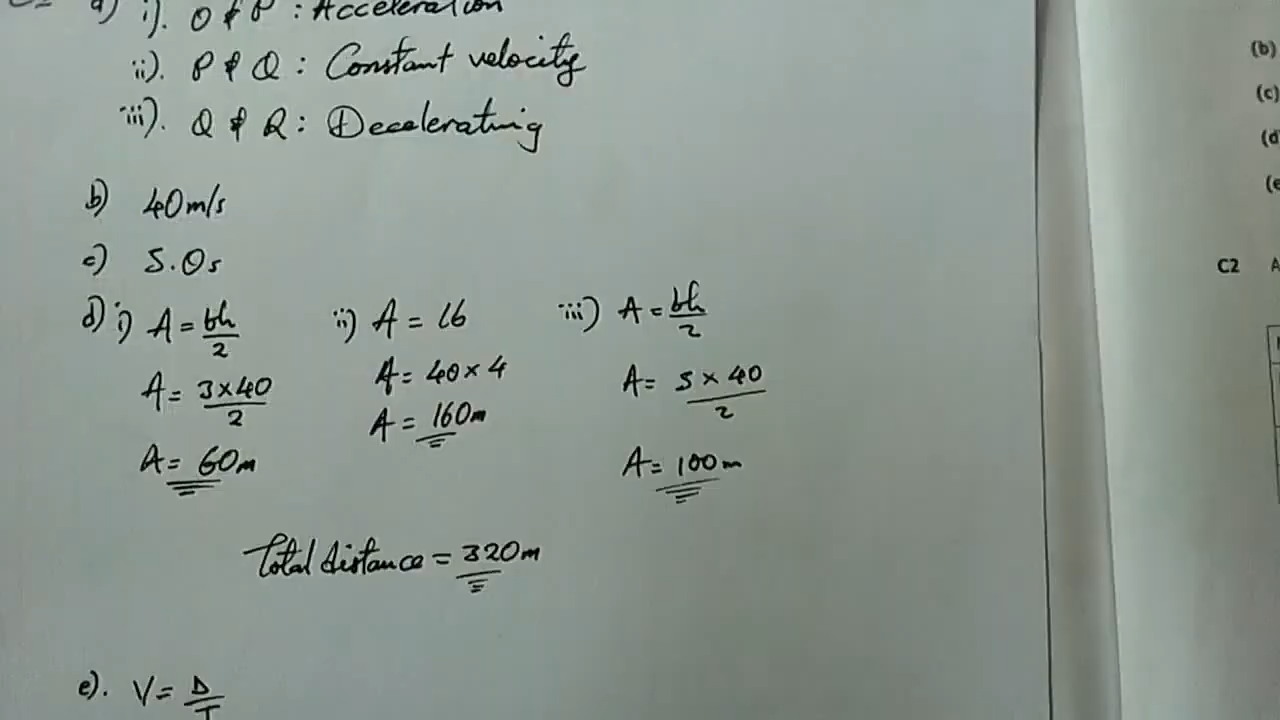 a) i). O & P : Acceleration
ii). P & Q : Constant velocity
iii). Q & R : Decelerating
b) 40m/s
c) 5.0s
d) i) A = bh/2
A = 3×40/2
A = 60m
ii) A = lb
A = 40×4
A = 160m
iii) A = bh/2
A = 5×40/2
A = 100m
Total distance = 320m
e). V = D/T
(b)
(c)
(d
(e
C2 A